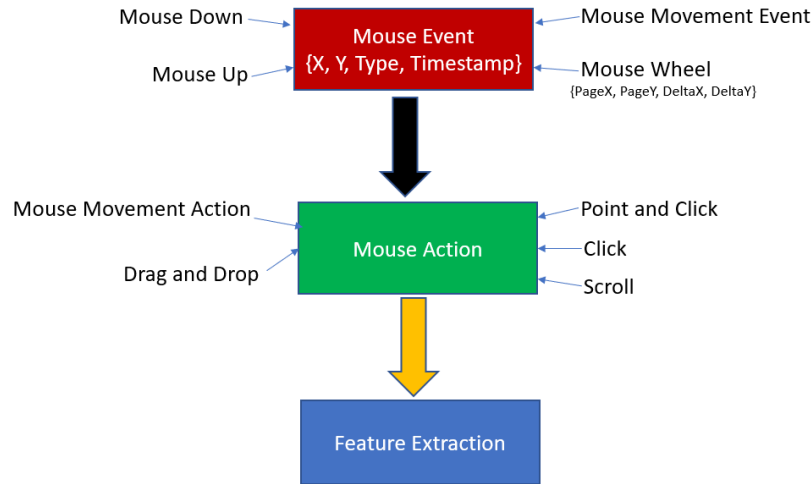 Mouse Down
Mouse Event
Mouse Movement Event
{X, Y, Type, Timestamp}
Mouse Up
Mouse Wheel
{PageX, PageY, DeltaX, DeltaY}
Mouse Movement Action
Point and Click
Mouse Action
Click
Drag and Drop
Scroll
Feature Extraction